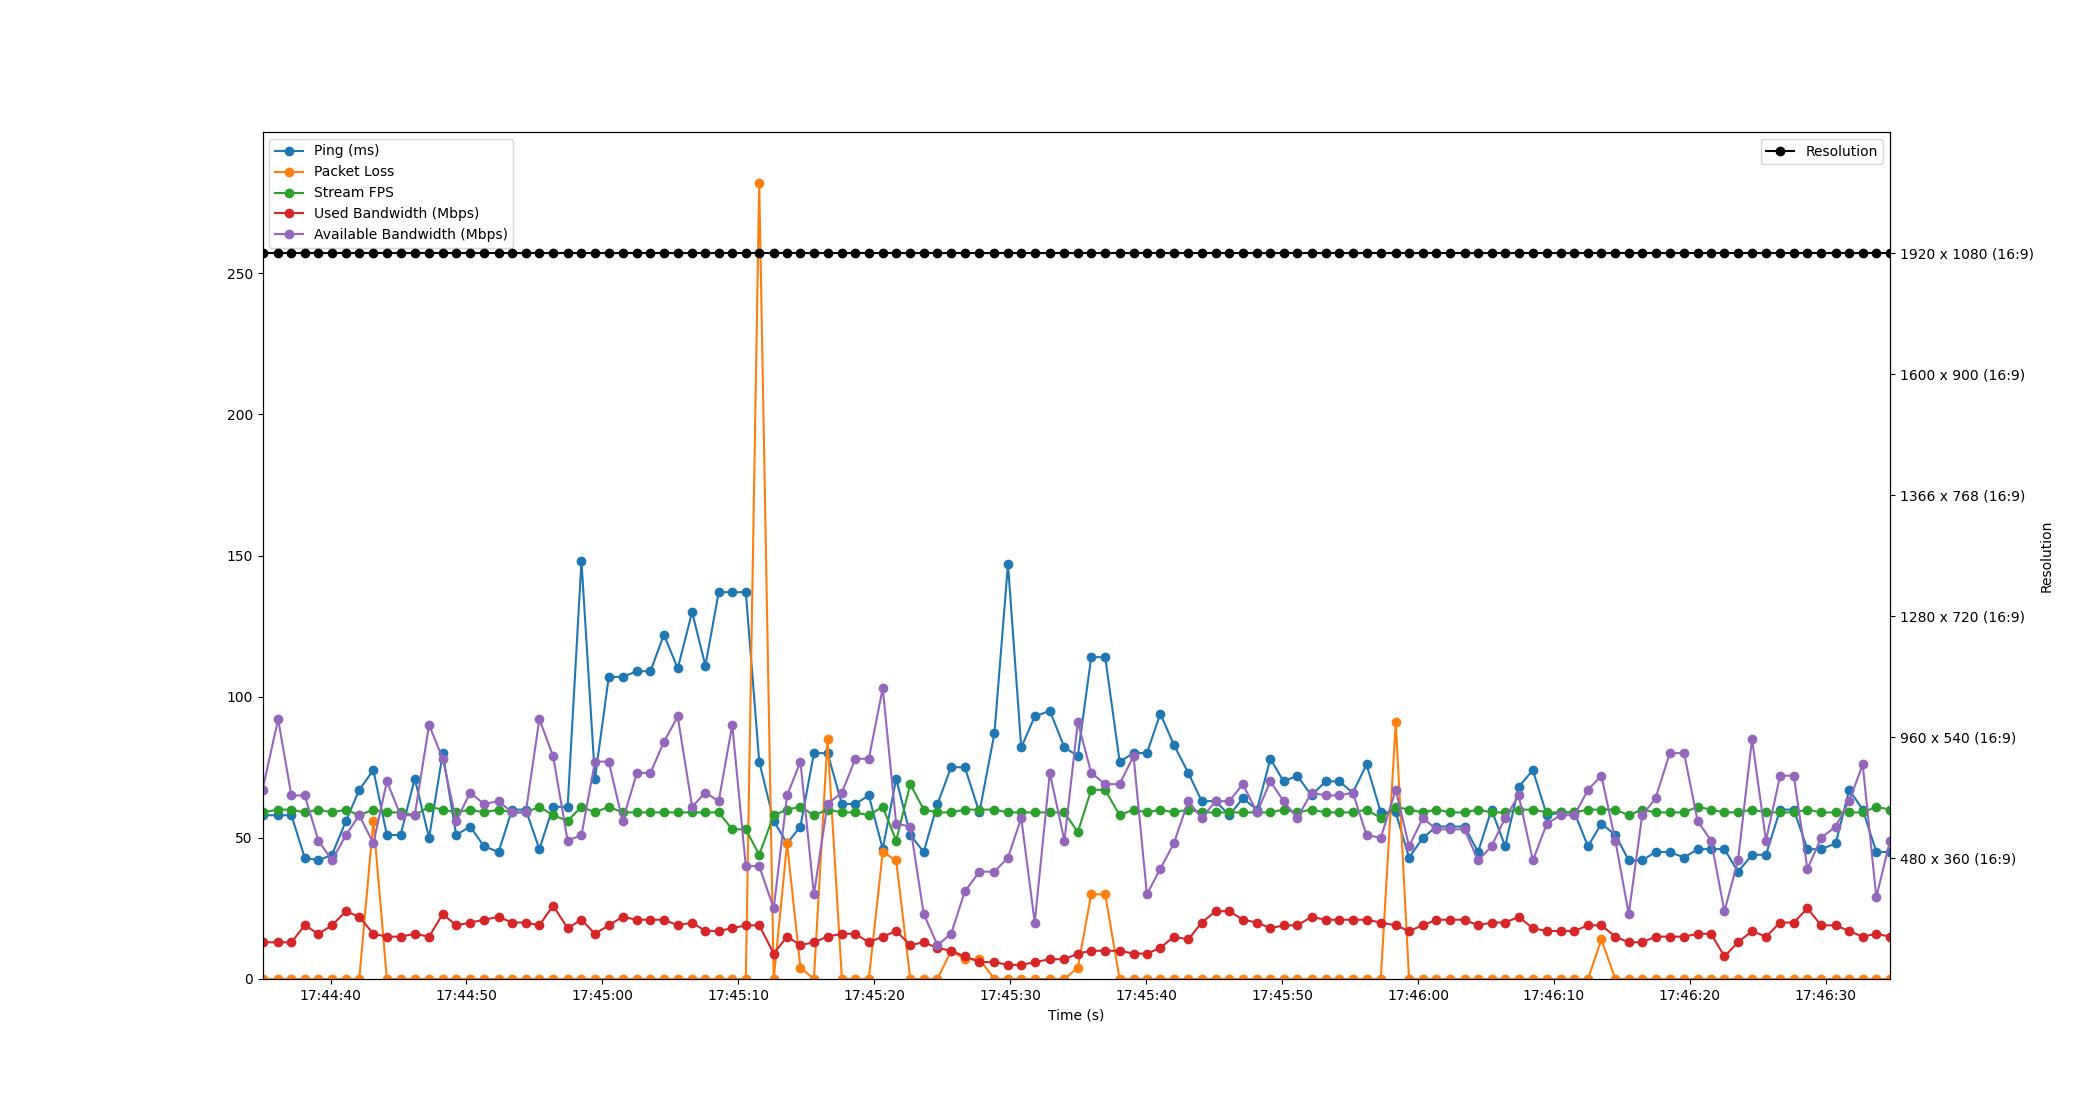 Ping (ms)
Packet Loss
Stream FPS
Used Bandwidth (Mbps)
Available Bandwidth (Mbps)
Resolution
250
200
150
100
50
0
1920 x 1080 (16:9)
1600 x 900 (16:9)
1366 x 768 (16:9)
1280 x 720 (16:9)
960 x 540 (16:9)
480 x 360 (16:9)
Resolution
17:44:40 17:44:50 17:45:00 17:45:10 17:45:20 17:45:30 17:45:40 17:45:50 17:46:00 17:46:10 17:46:20 17:46:30
Time (s)